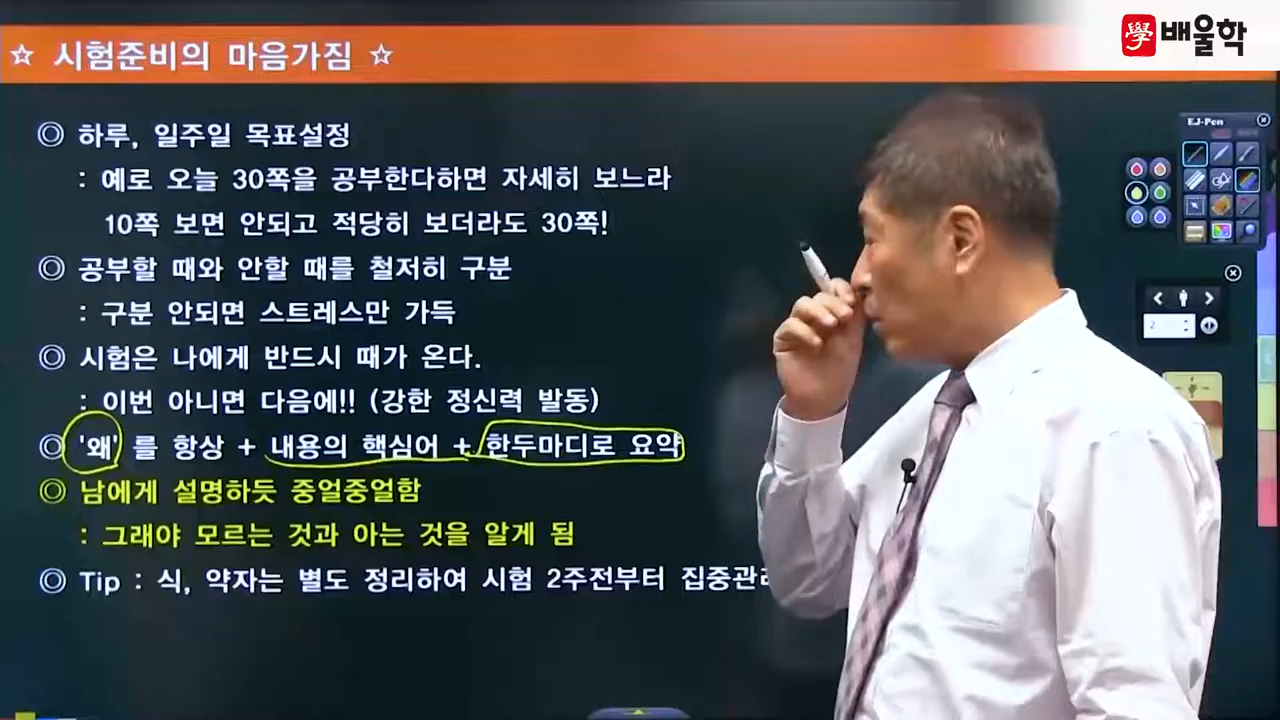 學 배울학
☆ 시험준비의 마음가짐 ☆
◎ 하루, 일주일 목표설정
: 예로 오늘 30쪽을 공부한다하면 자세히 보느라
10쪽 보면 안되고 적당히 보더라도 30쪽!
◎ 공부할 때와 안할 때를 철저히 구분
: 구분 안되면 스트레스만 가득
◎ 시험은 나에게 반드시 때가 온다.
: 이번 아니면 다음에!! (강한 정신력 발동)
◎ '왜' 를 항상 + 내용의 핵심어 + 한두마디로 요약
◎ 남에게 설명하듯 중얼중얼함
: 그래야 모르는 것과 아는 것을 알게 됨
◎ Tip : 식, 약자는 별도 정리하여 시험 2주전부터
EJ-Pen
2